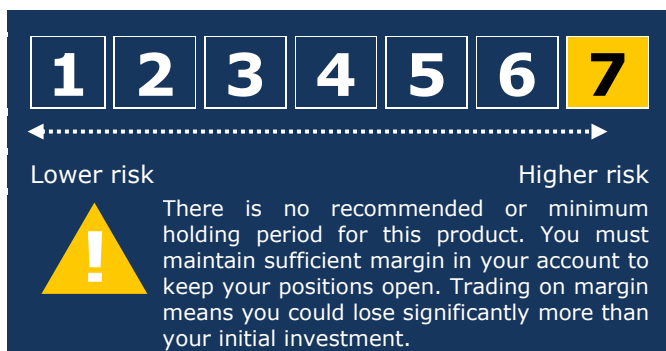 1 2 3 4 5 6 7
Lower risk Higher risk
!
There is no recommended or minimum
holding period for this product. You must
maintain sufficient margin in your account to
keep your positions open. Trading on margin
means you could lose significantly more than
your initial investment.